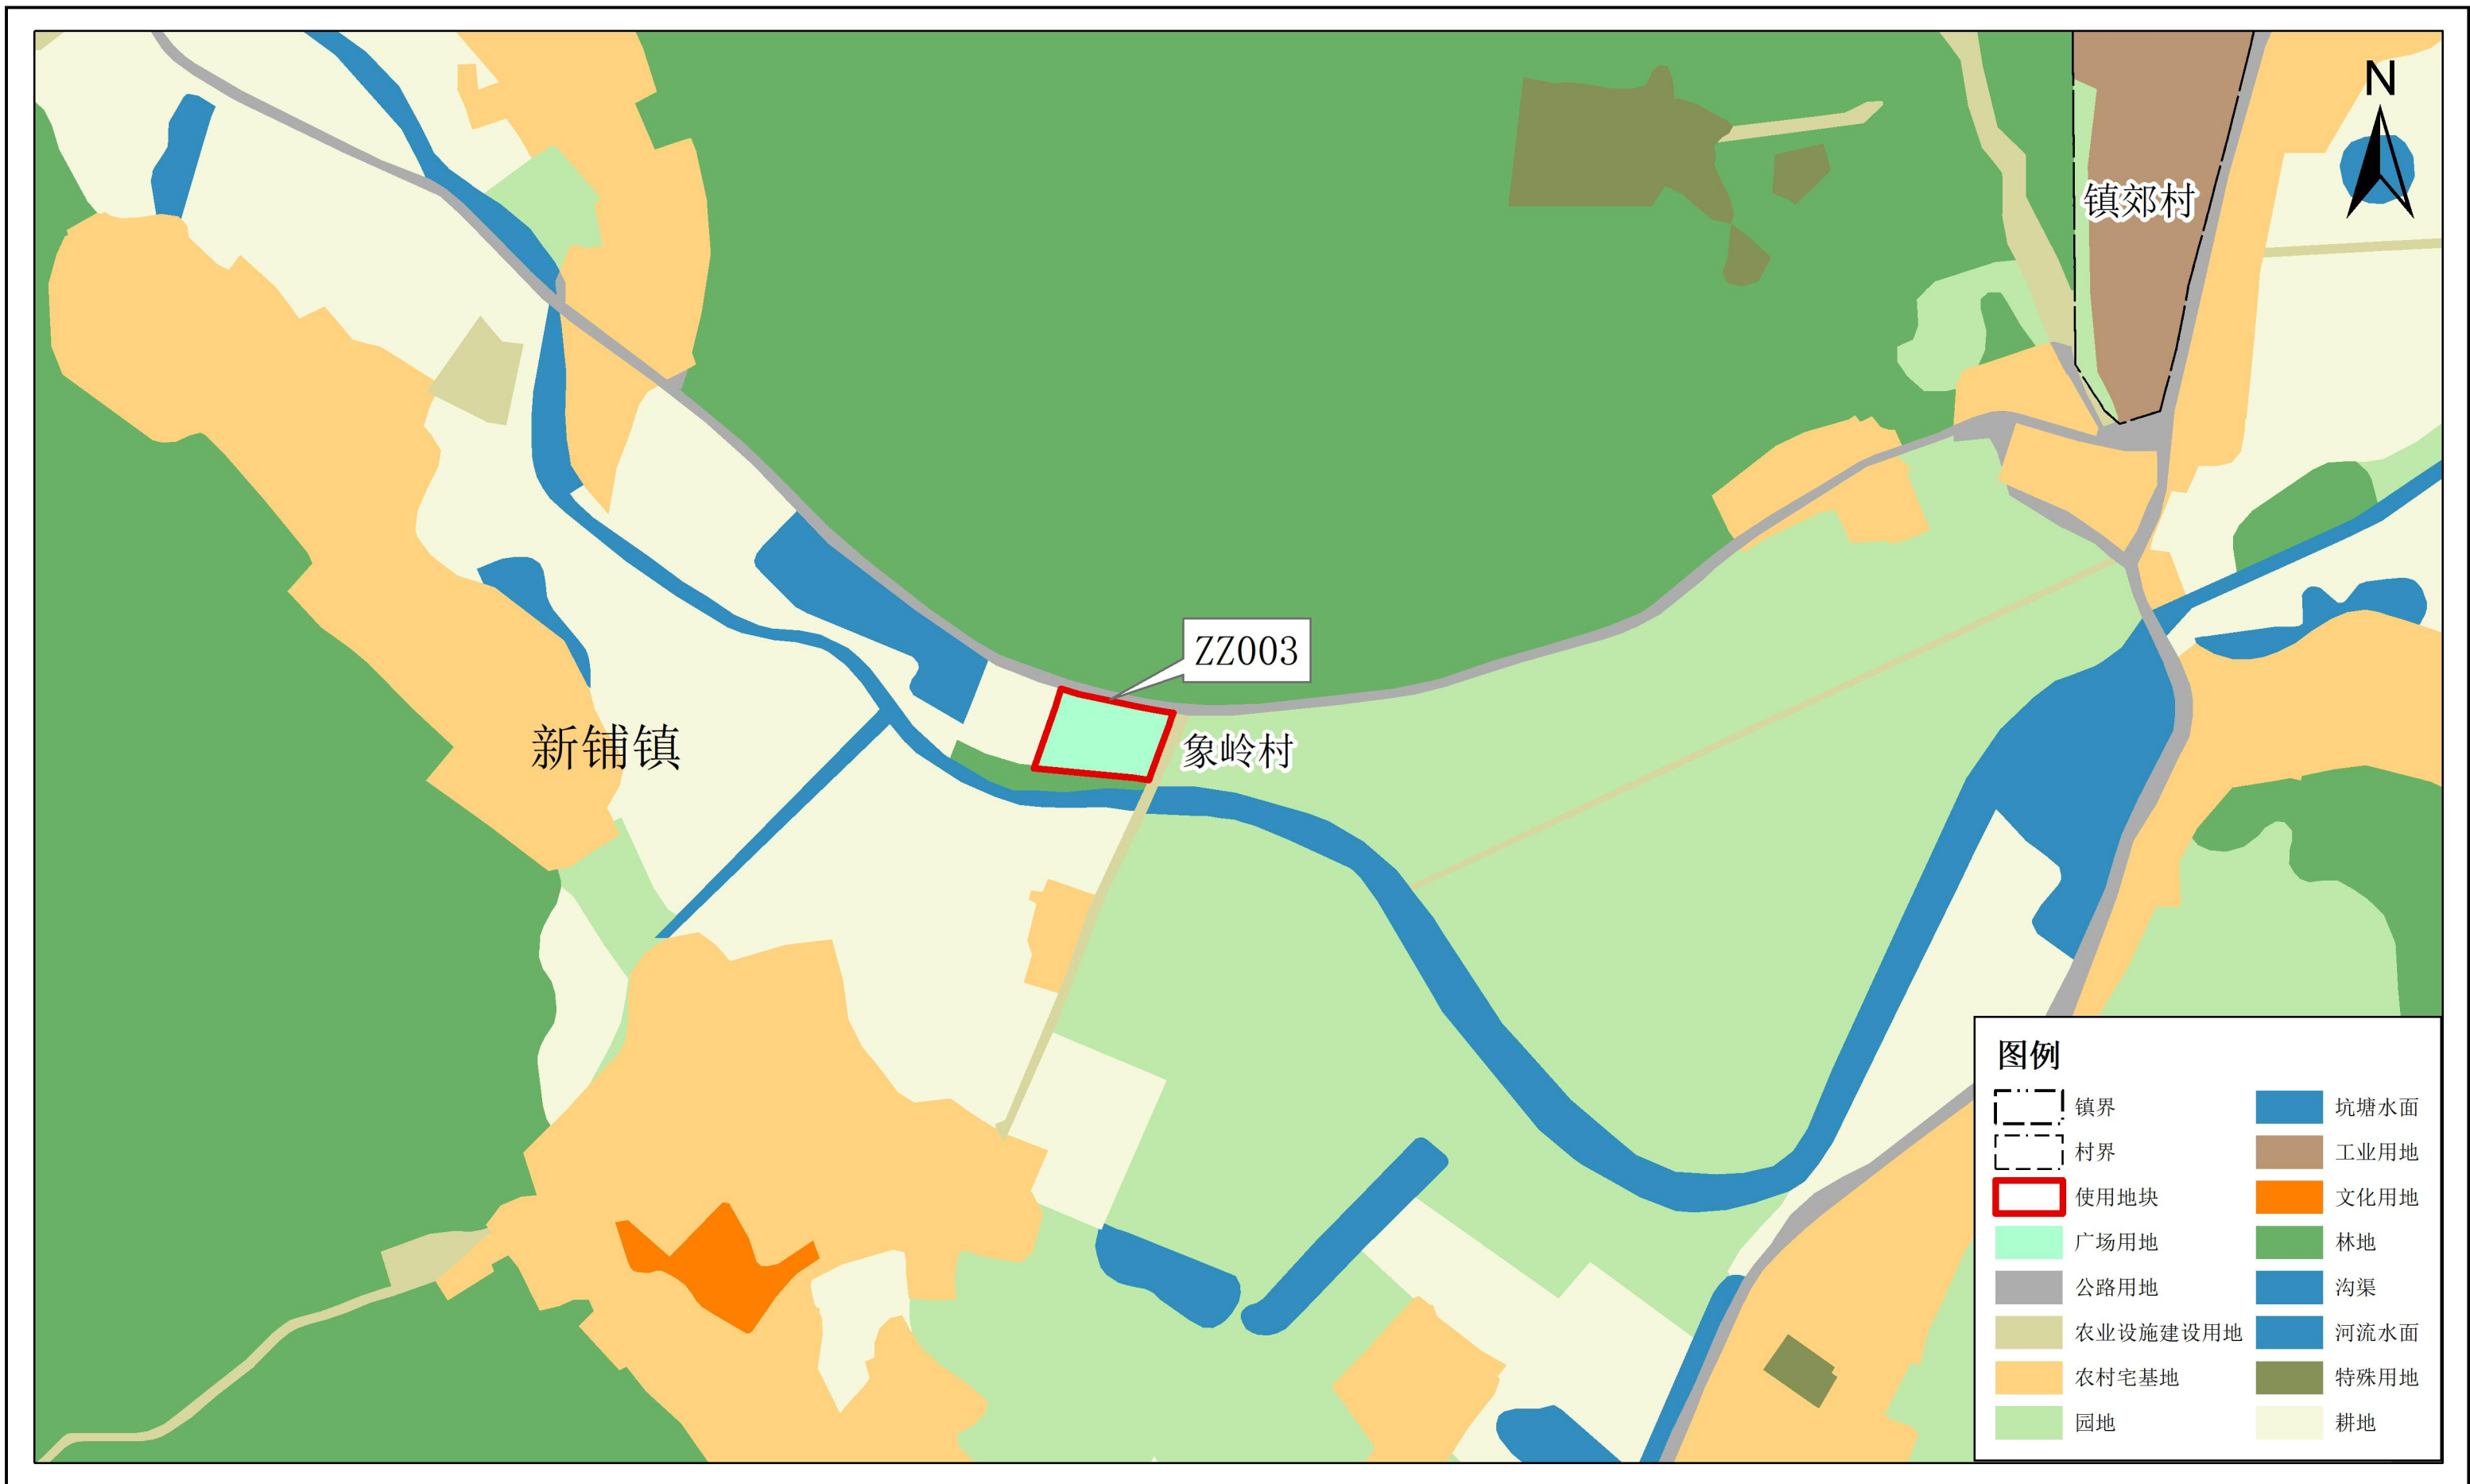 N
镇郊村
ZZ003
新铺镇
象岭村
图例
镇界
村界
使用地块
广场用地
公路用地
农业设施建设用地
农村宅基地
园地
坑塘水面
工业用地
文化用地
林地
沟渠
河流水面
特殊用地
耕地